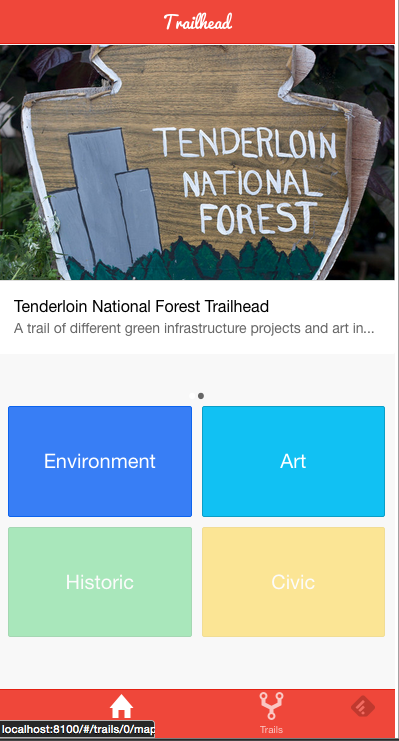 Trailhead
TENDERLOIN
NATIONAL
FOREST
Tenderloin National Forest Trailhead
A trail of different green infrastructure projects and art in...
Environment
Art
Historic
Civic
localhost:8100/#/trails/0/map
Trails